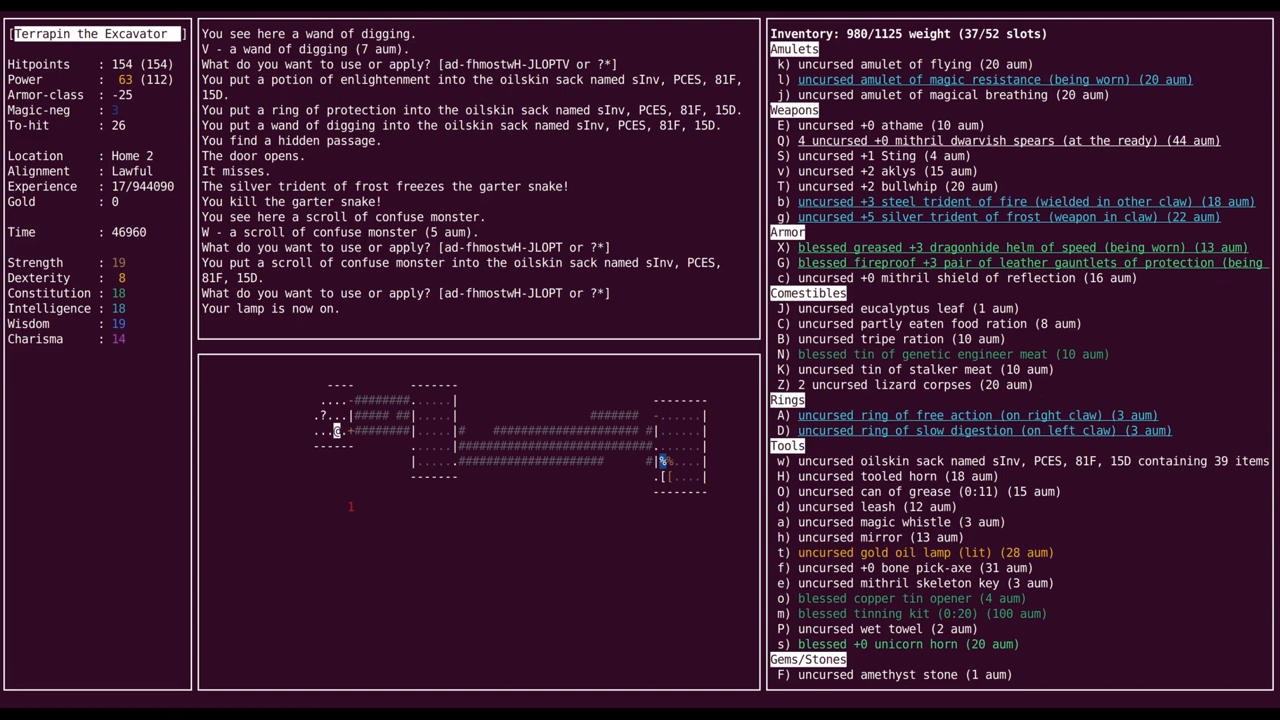 [Terrapin the Excavator ]
Hitpoints : 154 (154)
Power : 63 (112)
Armor-class : -25
Magic-neg : 3
To-hit : 26
Location : Home 2
Alignment : Lawful
Experience : 17/944090
Gold : 0
Time : 46960
Strength : 19
Dexterity : 8
Constitution : 18
Intelligence : 18
Wisdom : 19
Charisma : 14
You see here a wand of digging.
V - a wand of digging (7 aum).
What do you want to use or apply? [ad-fhmostwH-JLOPTV or ?*]
You put a potion of enlightenment into the oilskin sack named sInv, PCES, 81F,
15D.
You put a ring of protection into the oilskin sack named sInv, PCES, 81F, 15D.
You put a wand of digging into the oilskin sack named sInv, PCES, 81F, 15D.
You find a hidden passage.
The door opens.
It misses.
The silver trident of frost freezes the garter snake!
You kill the garter snake!
You see here a scroll of confuse monster.
W - a scroll of confuse monster (5 aum).
What do you want to use or apply? [ad-fhmostwH-JLOPT or ?*]
You put a scroll of confuse monster into the oilskin sack named sInv, PCES,
81F, 15D.
What do you want to use or apply? [ad-fhmostwH-JLOPT or ?*]
Your lamp is now on.
---- -------
....-########.....| --------
.?...|##### ##|.....| ####### -......|
...@.+########|.....|# ######################## #|......|
----- ......|###########################.......|
|......######################## #|%%....|
------- .[[....|
--------
1
Inventory: 980/1125 weight (37/52 slots)
Amulets
k) uncursed amulet of flying (20 aum)
l) uncursed amulet of magic resistance (being worn) (20 aum)
j) uncursed amulet of magical breathing (20 aum)
Weapons
E) uncursed +0 athame (10 aum)
Q) 4 uncursed +0 mithril dwarvish spears (at the ready) (44 aum)
S) uncursed +1 Sting (4 aum)
v) uncursed +2 aklys (15 aum)
T) uncursed +2 bullwhip (20 aum)
b) uncursed +3 steel trident of fire (wielded in other claw) (18 aum)
g) uncursed +5 silver trident of frost (weapon in claw) (22 aum)
Armor
X) blessed greased +3 dragonhide helm of speed (being worn) (13 aum)
G) blessed fireproof +3 pair of leather gauntlets of protection (being
c) uncursed +0 mithril shield of reflection (16 aum)
Comestibles
J) uncursed eucalyptus leaf (1 aum)
C) uncursed partly eaten food ration (8 aum)
B) uncursed tripe ration (10 aum)
N) blessed tin of genetic engineer meat (10 aum)
K) uncursed tin of stalker meat (10 aum)
Z) 2 uncursed lizard corpses (20 aum)
Rings
A) uncursed ring of free action (on right claw) (3 aum)
D) uncursed ring of slow digestion (on left claw) (3 aum)
Tools
w) uncursed oilskin sack named sInv, PCES, 81F, 15D containing 39 items
H) uncursed tooled horn (18 aum)
O) uncursed can of grease (0:11) (15 aum)
d) uncursed leash (12 aum)
a) uncursed magic whistle (3 aum)
h) uncursed mirror (13 aum)
t) uncursed gold oil lamp (lit) (28 aum)
f) uncursed +0 bone pick-axe (31 aum)
e) uncursed mithril skeleton key (3 aum)
o) blessed copper tin opener (4 aum)
m) blessed tinning kit (0:20) (100 aum)
P) uncursed wet towel (2 aum)
s) blessed +0 unicorn horn (20 aum)
Gems/Stones
F) uncursed amethyst stone (1 aum)